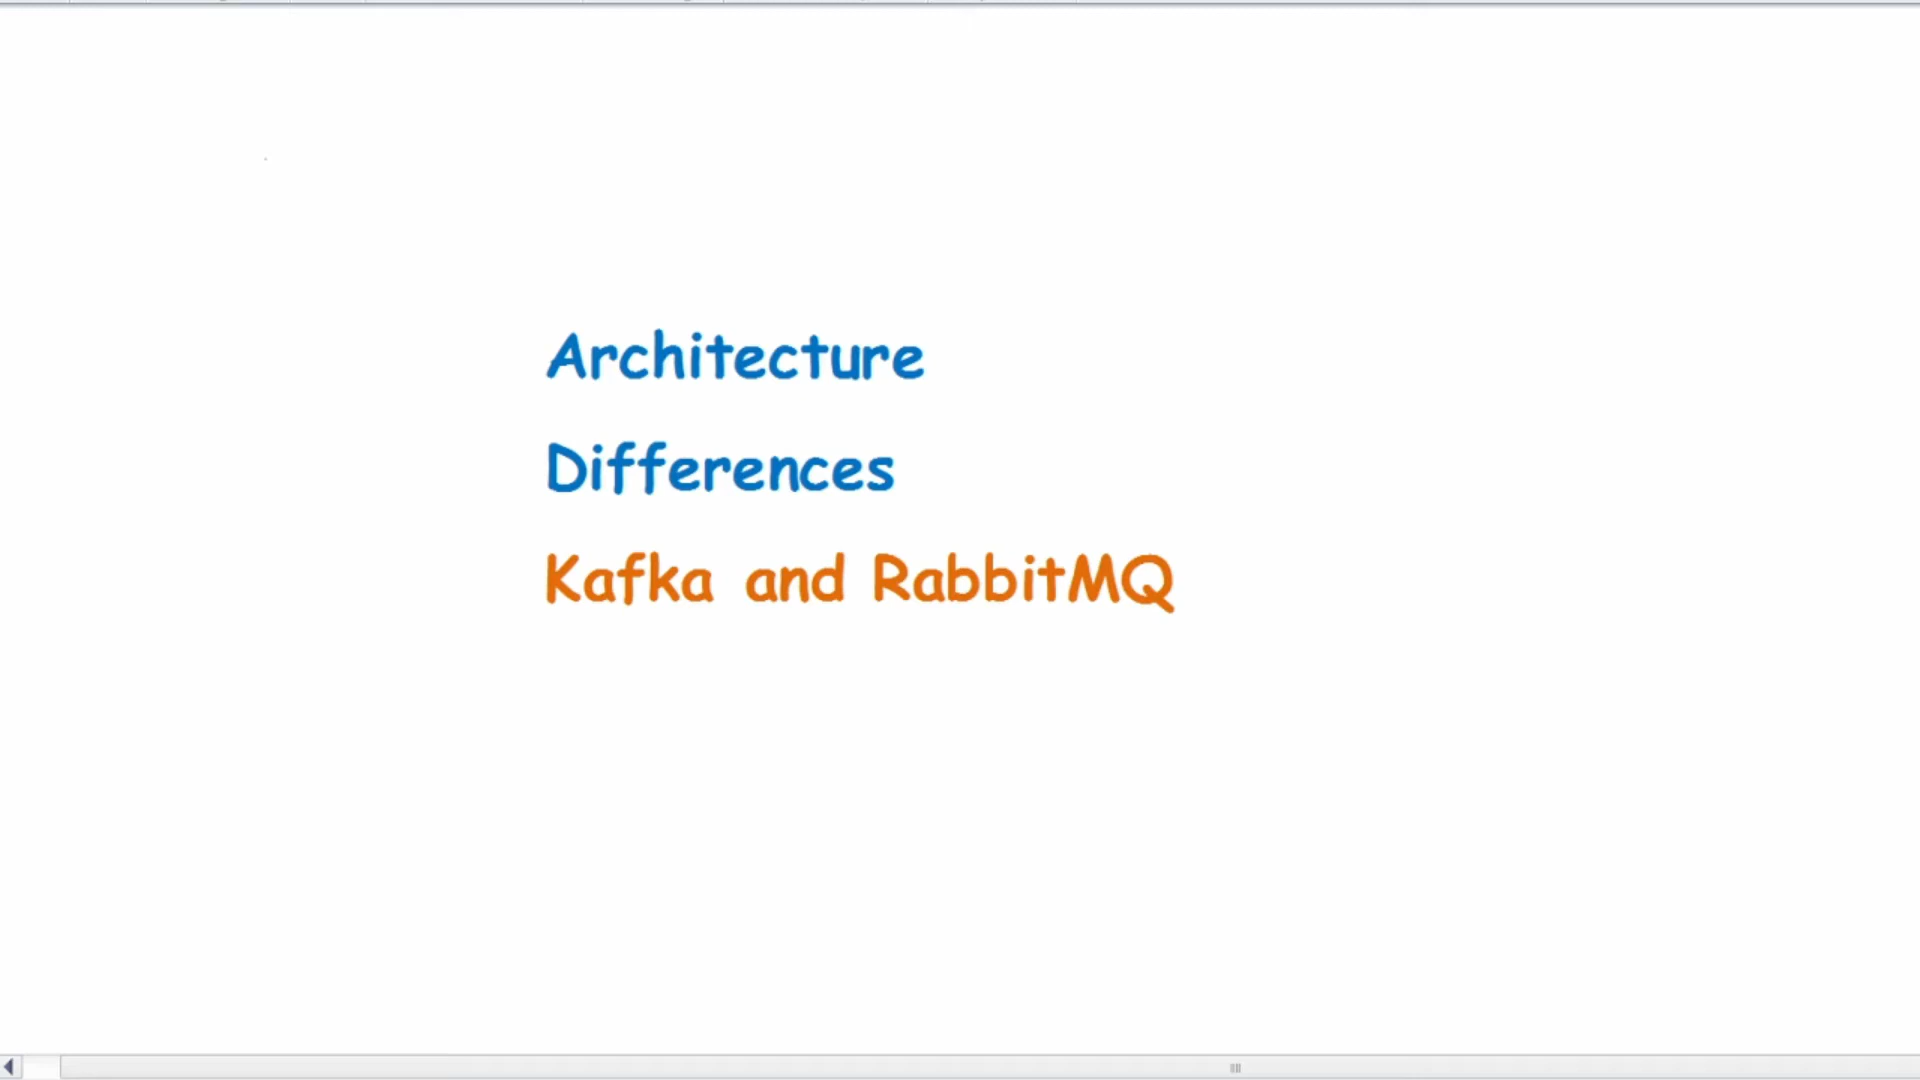 Architecture
Differences
Kafka and RabbitMQ